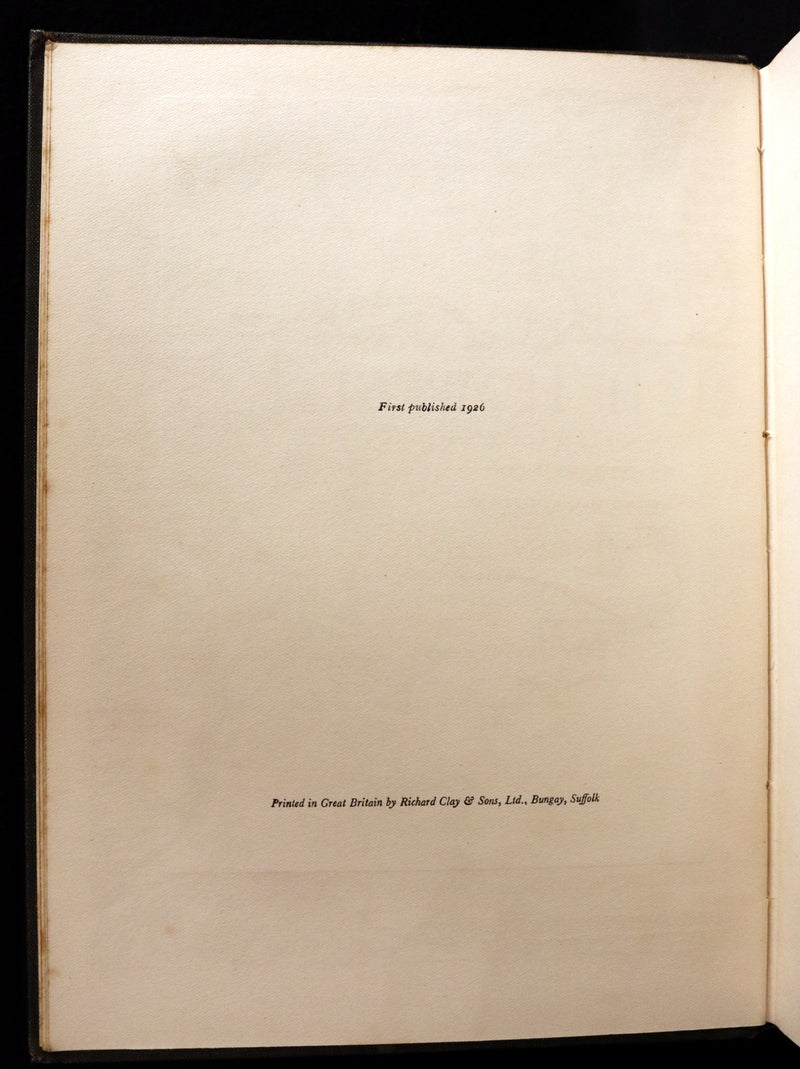 First published 1926
Printed in Great Britain by Richard Clay & Sons, Ltd., Bungay, Suffolk